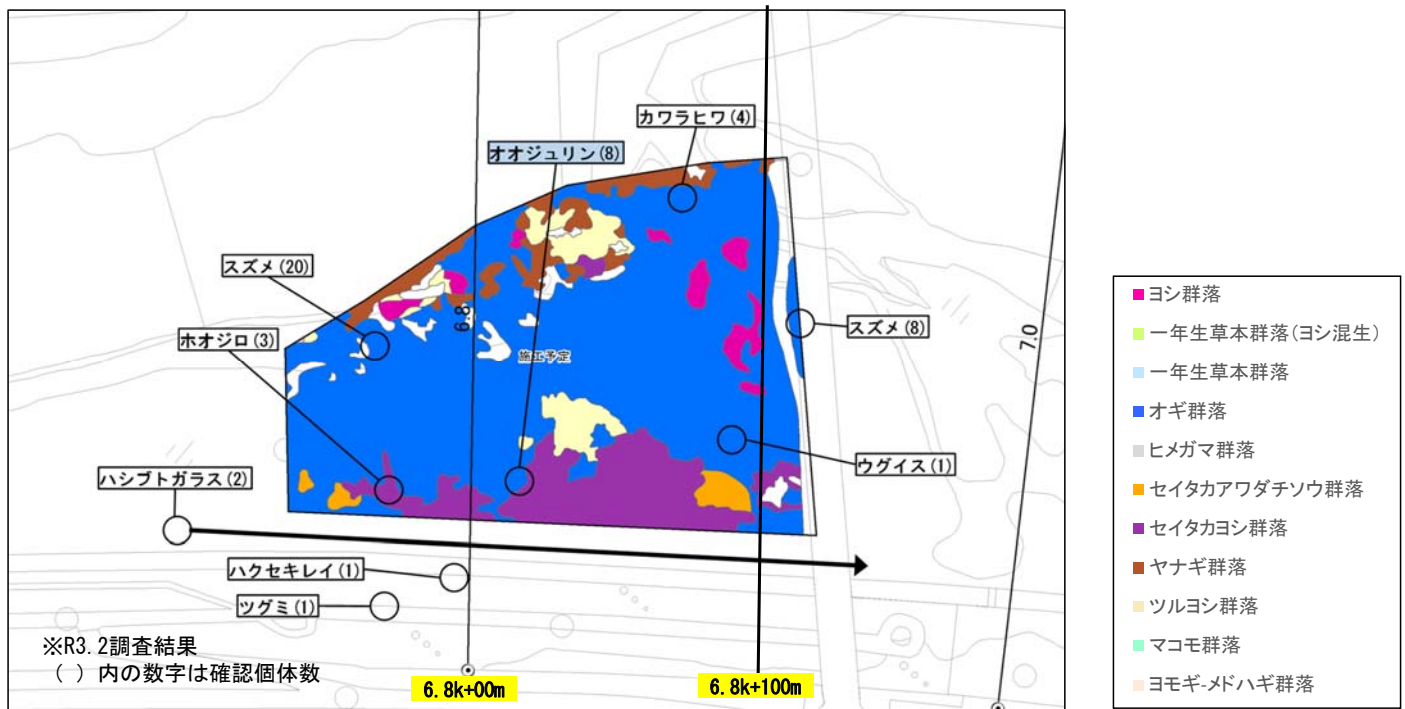 カワラヒワ(4)
オオジュリン(8)
スズメ(20)
ホオジロ(3)
6.8
施工予定
スズメ(8)
7.0
ウグイス(1)
ハシブトガラス(2)
ハクセキレイ(1)
ツグミ(1)
※R3.2調査結果
( ) 内の数字は確認個体数
6.8k+00m
6.8k+100m
ヨシ群落
一年生草本群落(ヨシ混生)
一年生草本群落
オギ群落
ヒメガマ群落
セイタカアワダチソウ群落
セイタカヨシ群落
ヤナギ群落
ツルヨシ群落
マコモ群落
ヨモギ-メドハギ群落